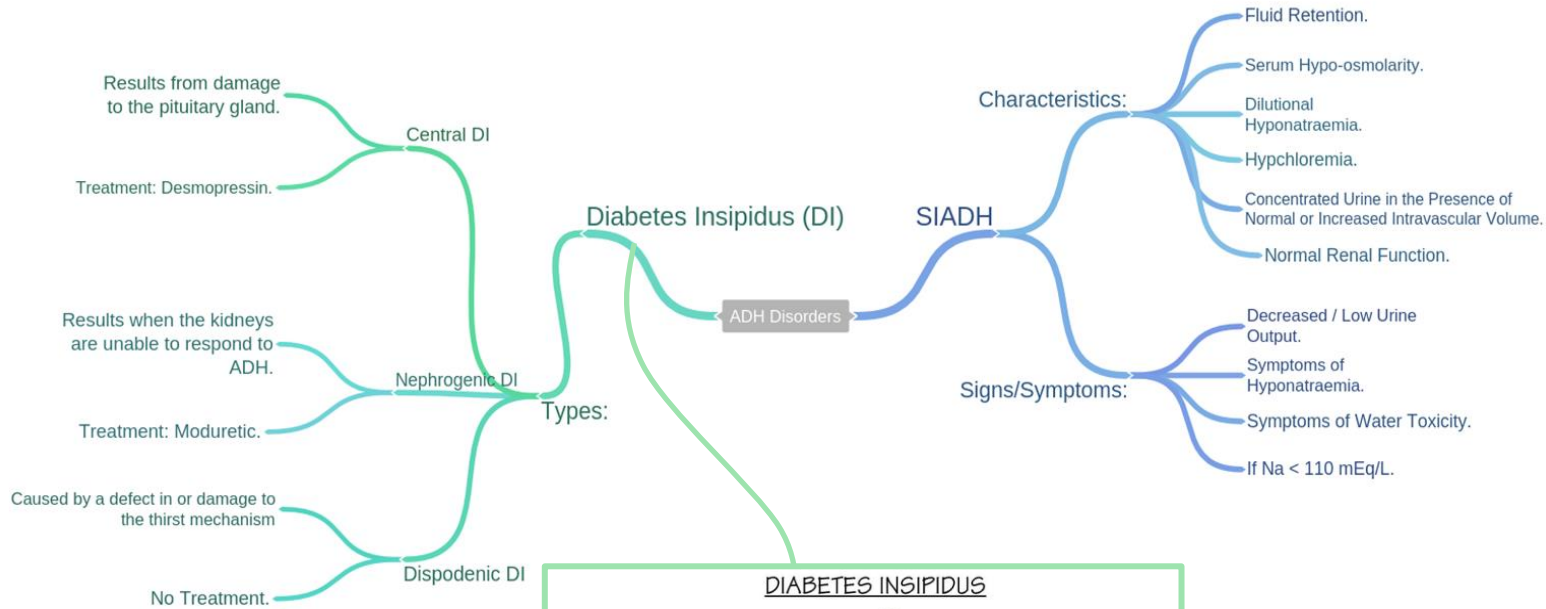 ADH Disorders
Diabetes Insipidus (DI)
Types:
Central DI
Results from damage
to the pituitary gland.
Treatment: Desmopressin.
Nephrogenic DI
Results when the kidneys
are unable to respond to
ADH.
Treatment: Moduretic.
Dispodenic DI
Caused by a defect in or damage to
the thirst mechanism
No Treatment.
DIABETES INSIPIDUS
SIADH
Characteristics:
Fluid Retention.
Serum Hypo-osmolarity.
Dilutional
Hyponatraemia.
Hypchloremia.
Concentrated Urine in the Presence of
Normal or Increased Intravascular Volume.
Normal Renal Function.
Signs/Symptoms:
Decreased / Low Urine
Output.
Symptoms of
Hyponatraemia.
Symptoms of Water Toxicity.
If Na < 110 mEq/L.